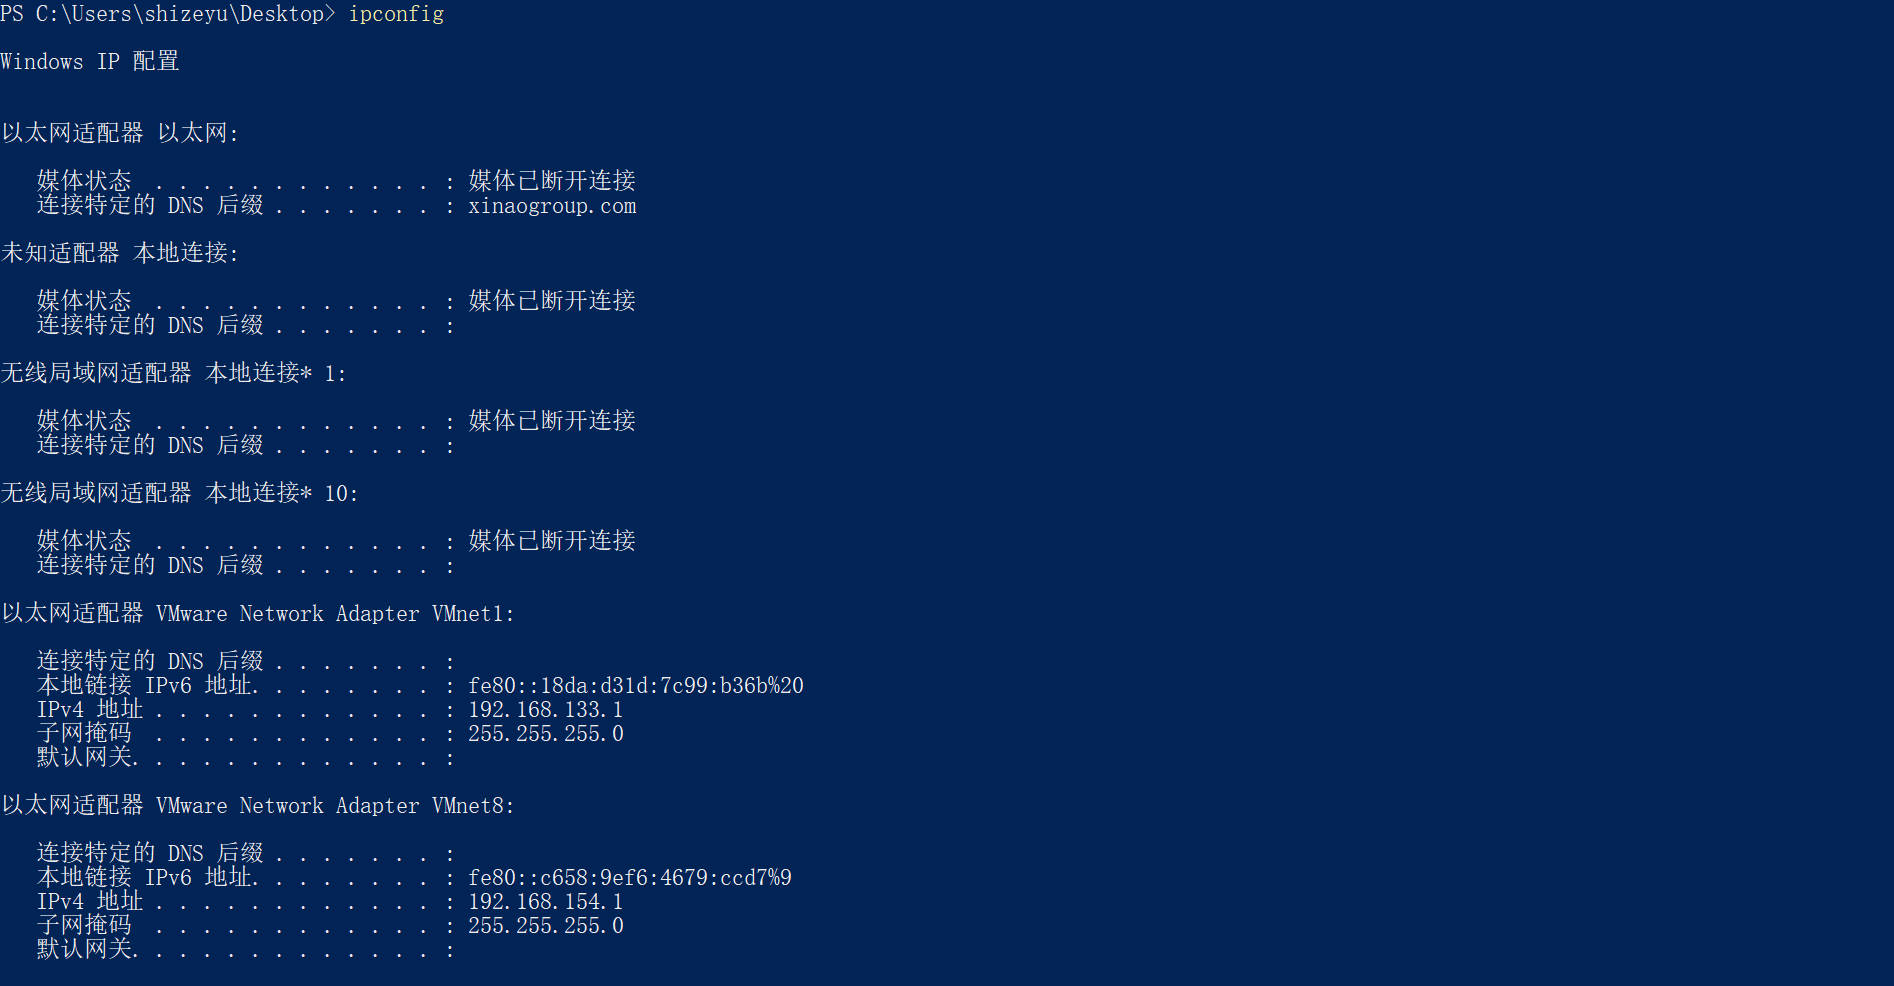 PS C:\Users\shizeyu\Desktop> ipconfig
Windows IP 配置
以太网适配器 以太网:
媒体状态  . . . . . . . . . . . . : 媒体已断开连接
连接特定的 DNS 后缀 . . . . . . . : xinaogroup.com
未知适配器 本地连接:
媒体状态  . . . . . . . . . . . . : 媒体已断开连接
连接特定的 DNS 后缀 . . . . . . . :
无线局域网适配器 本地连接* 1:
媒体状态  . . . . . . . . . . . . : 媒体已断开连接
连接特定的 DNS 后缀 . . . . . . . :
无线局域网适配器 本地连接* 10:
媒体状态  . . . . . . . . . . . . : 媒体已断开连接
连接特定的 DNS 后缀 . . . . . . . :
以太网适配器 VMware Network Adapter VMnet1:
连接特定的 DNS 后缀 . . . . . . . :
本地链接 IPv6 地址. . . . . . . . : fe80::18da:d31d:7c99:b36b%20
IPv4 地址 . . . . . . . . . . . . : 192.168.133.1
子网掩码  . . . . . . . . . . . . : 255.255.255.0
默认网关. . . . . . . . . . . . . :
以太网适配器 VMware Network Adapter VMnet8:
连接特定的 DNS 后缀 . . . . . . . :
本地链接 IPv6 地址. . . . . . . . : fe80::c658:9ef6:4679:ccd7%9
IPv4 地址 . . . . . . . . . . . . : 192.168.154.1
子网掩码  . . . . . . . . . . . . : 255.255.255.0
默认网关. . . . . . . . . . . . . :